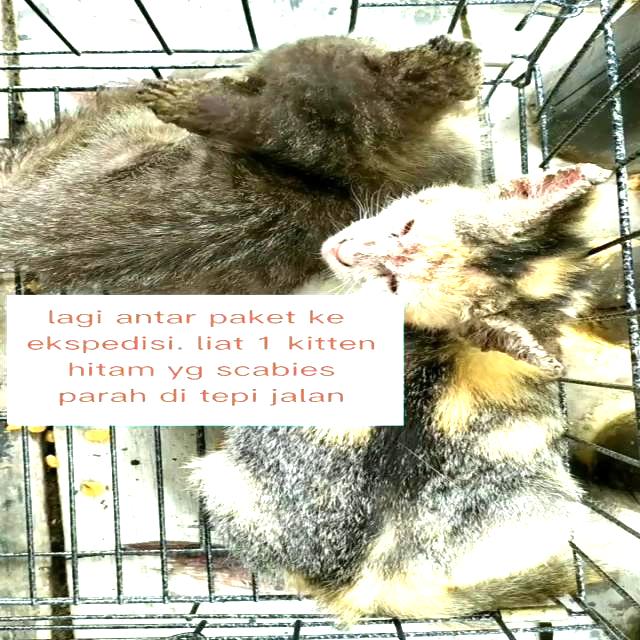 lagi antar paket ke
ekspedisi. liat 1 kitten
hitam yg scabies
parah di tepi jalan